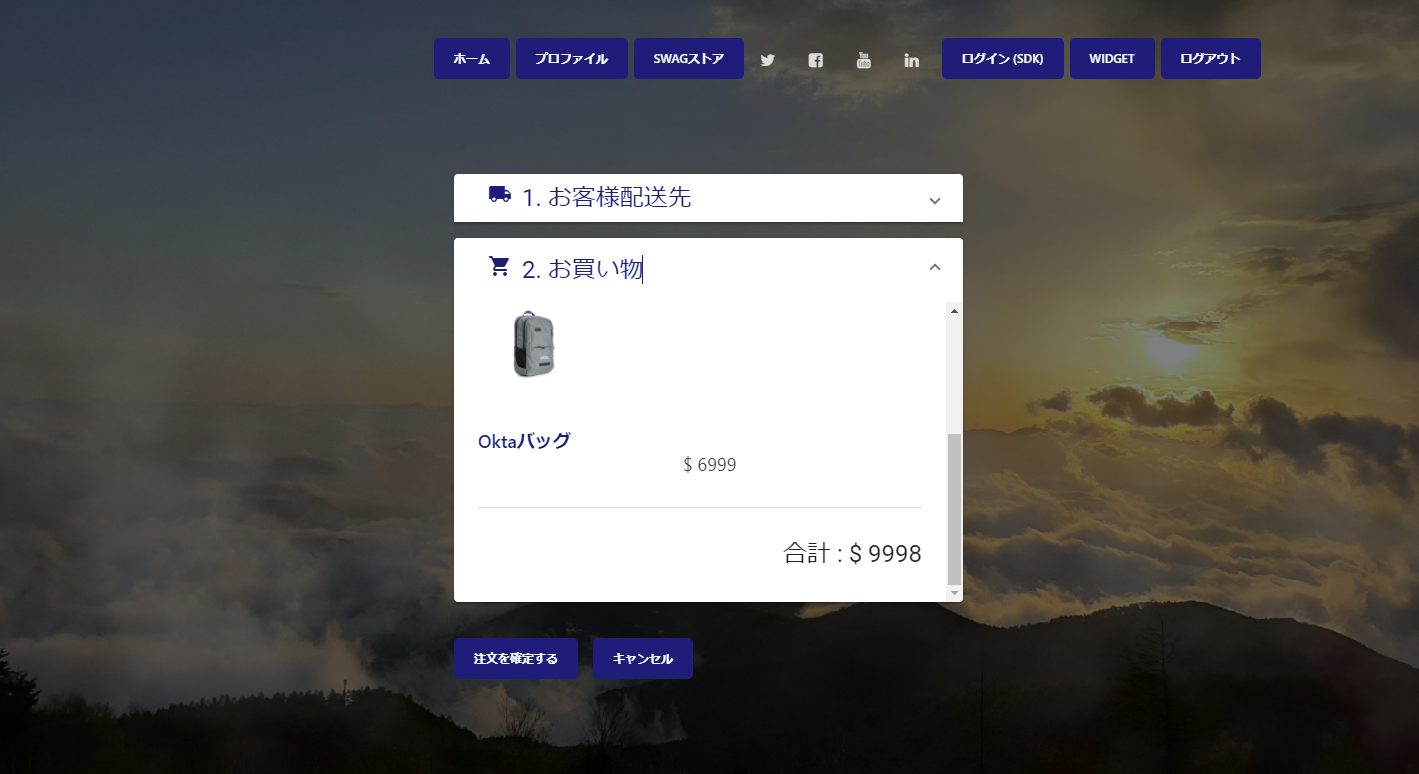 ホーム プロファイル SWAGストア ログイン (SDK) WIDGET ログアウト
1. お客様配送先
2. お買い物
Oktaバッグ
$ 6999
合計 : $ 9998
注文を確定する キャンセル